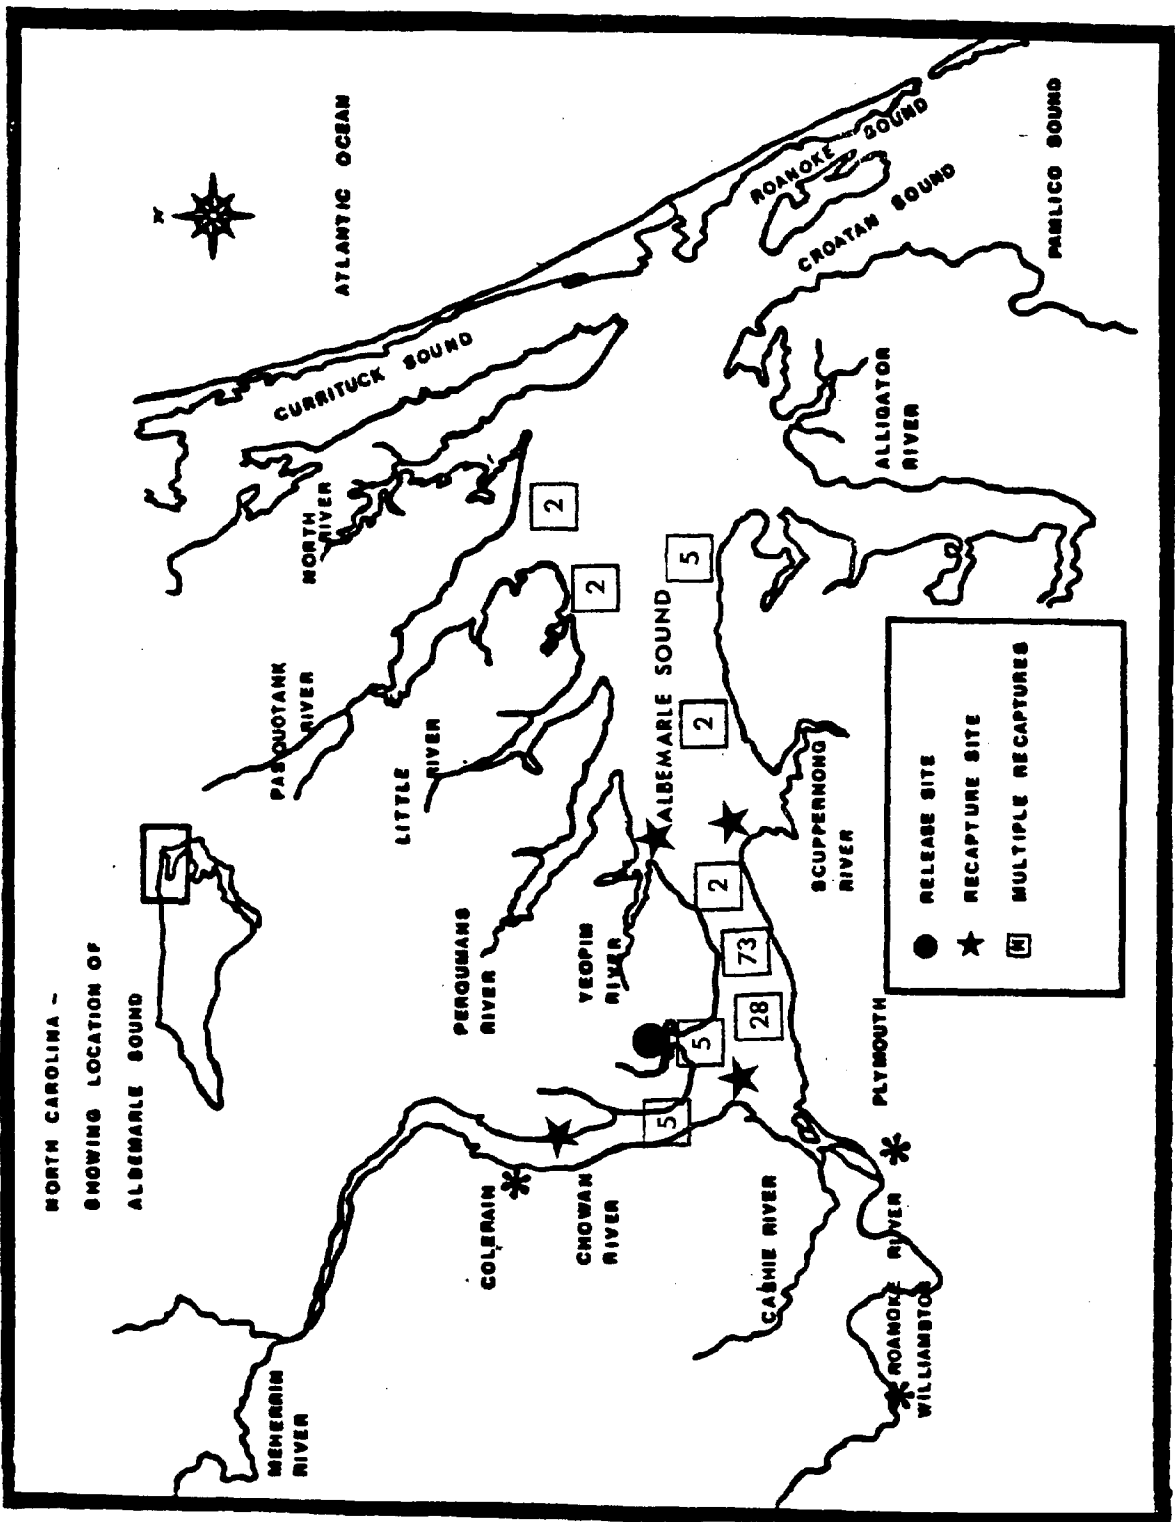 NORTH CAROLINA -
SHOWING LOCATION OF
ALBEMARLE SOUND
N
ATLANTIC OCEAN
MEHERRIN
RIVER
PASQUOTANK
RIVER
NORTH
RIVER
CURRITUCK SOUND
LITTLE
RIVER
PERQUIMANS
RIVER
COLERAIN
CHOWAN
RIVER
YEOPIM
RIVER
2
2
5
ALBEMARLE SOUND
2
2
73
28
5
5
CASHIE RIVER
ROANOKE SOUND
CROATAN SOUND
PAMLICO SOUND
ALLIGATOR
RIVER
SCUPPERNONG
RIVER
PLYMOUTH
ROANOKE RIVER
WILLIAMSTON
RELEASE SITE
RECAPTURE SITE
N MULTIPLE RECAPTURES